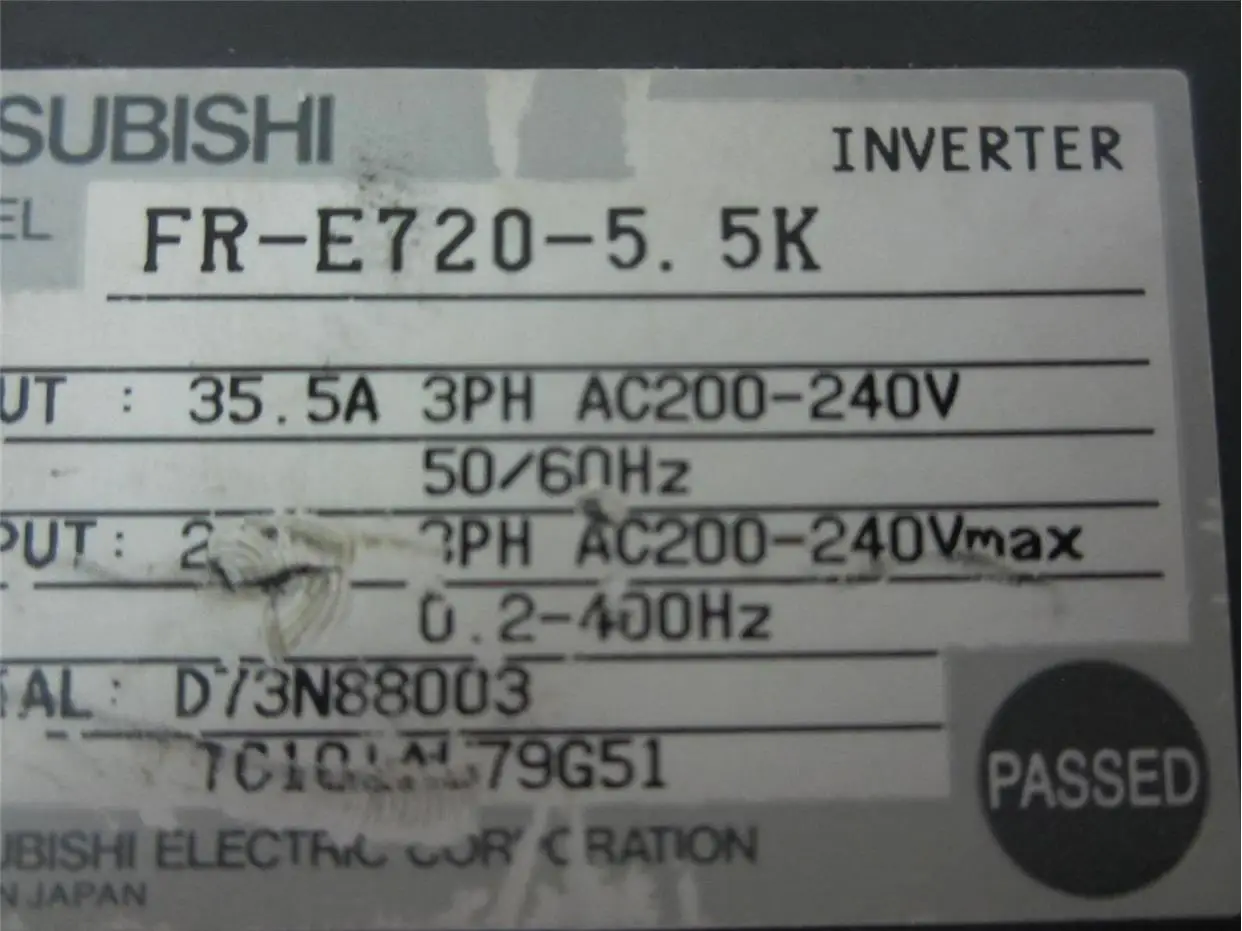 SUBISHI
INVERTER
EL FR-E720-5.5K
UT : 35.5A 3PH AC200-240V
50/60Hz
PUT: 3PH AC200-240Vmax
0.2-400Hz
AL: D73N88003
79G51
PASSED
UBISHI ELECTRIC CORPORATION
N JAPAN